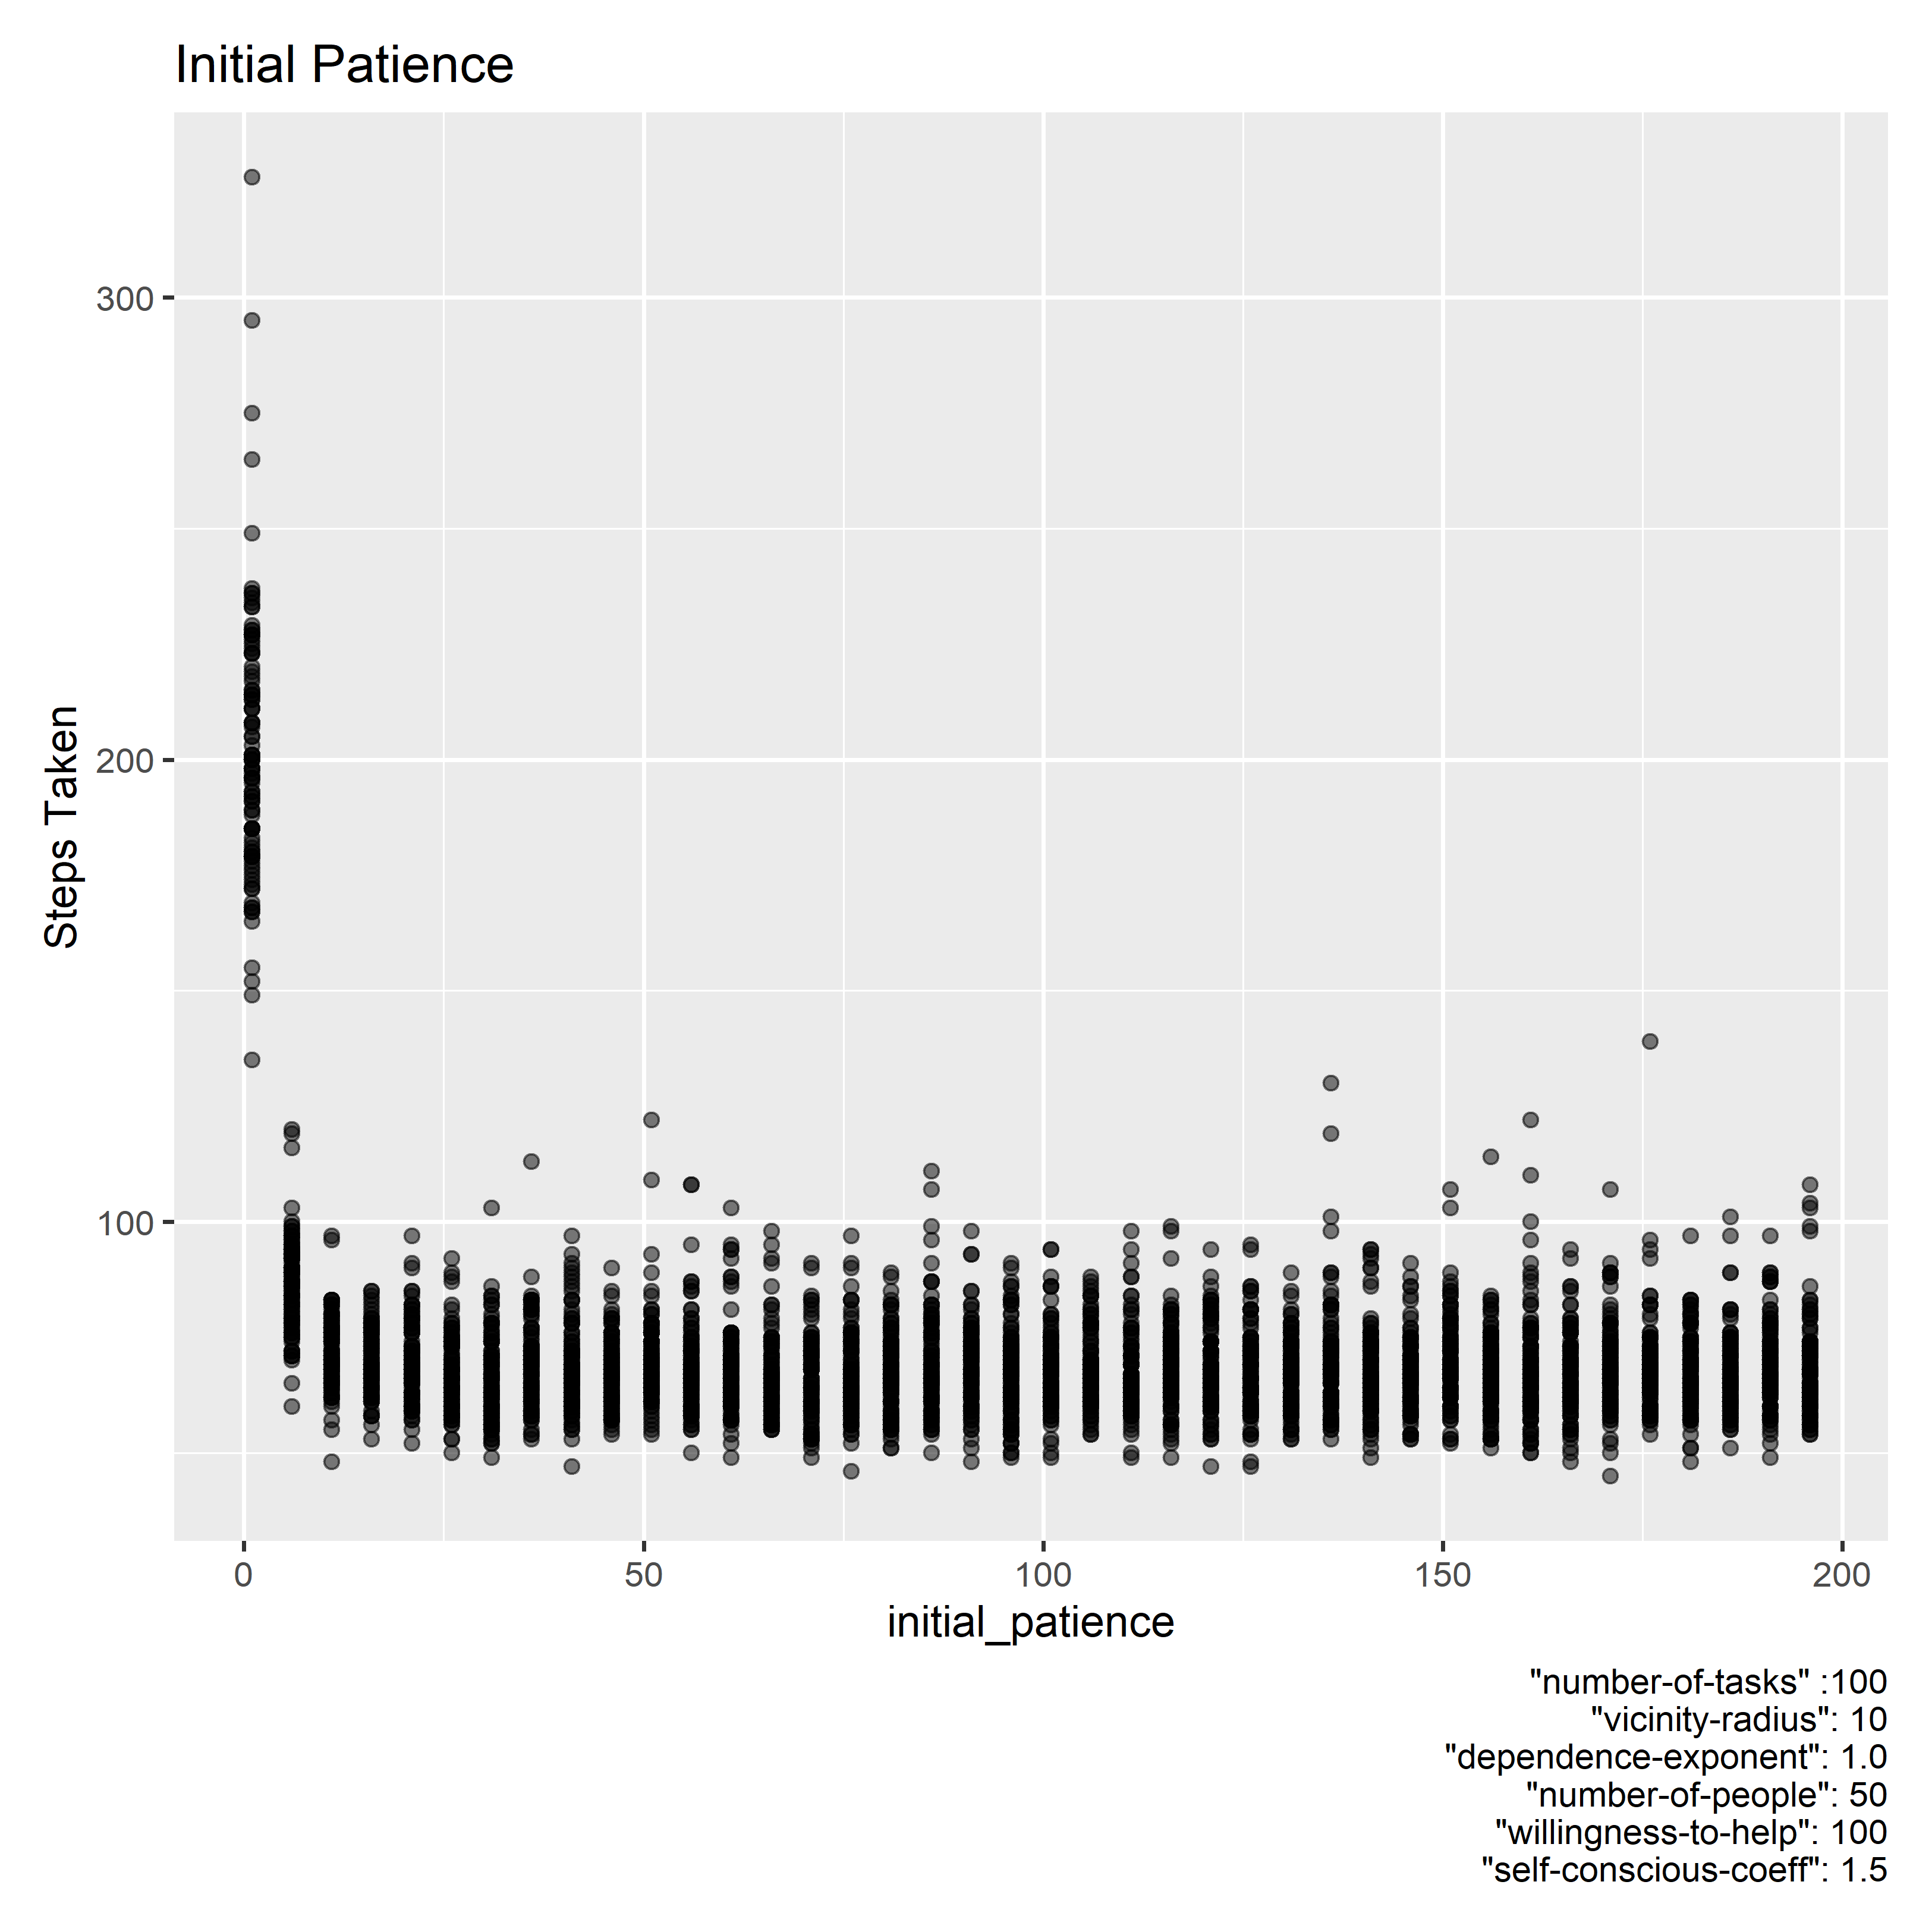 Initial Patience
Steps Taken
300
200
100
0 50 100 150 200
initial_patience
"number-of-tasks" :100
"vicinity-radius": 10
"dependence-exponent": 1.0
"number-of-people": 50
"willingness-to-help": 100
"self-conscious-coeff": 1.5